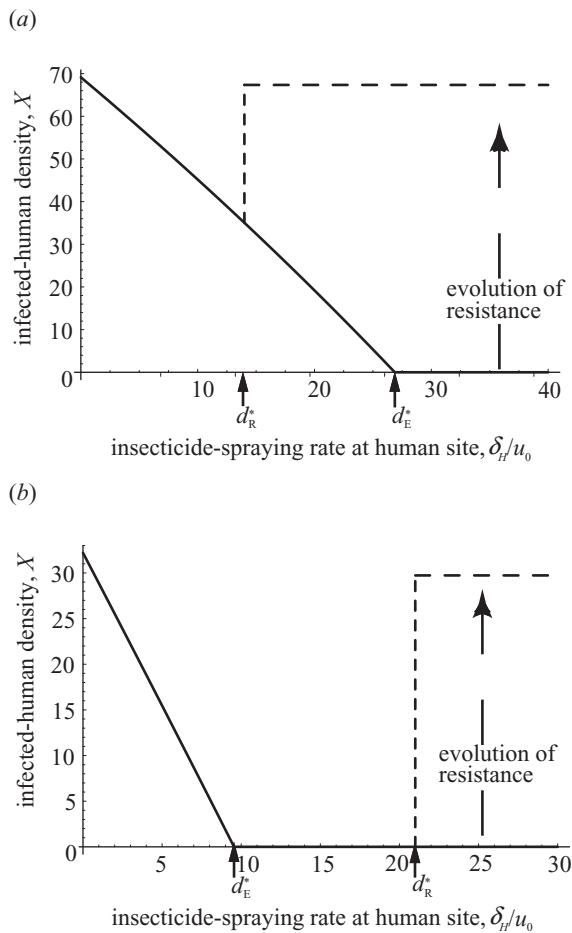 (a)
infected-human density, X
70
60
50
40
30
20
10
0
evolution of
resistance
10
20
30
40
d*R
d*E
insecticide-spraying rate at human site, δH/u0
(b)
infected-human density, X
30
25
20
15
10
5
0
evolution of
resistance
0
5
10
15
20
25
30
d*E
d*R
insecticide-spraying rate at human site, δH/u0